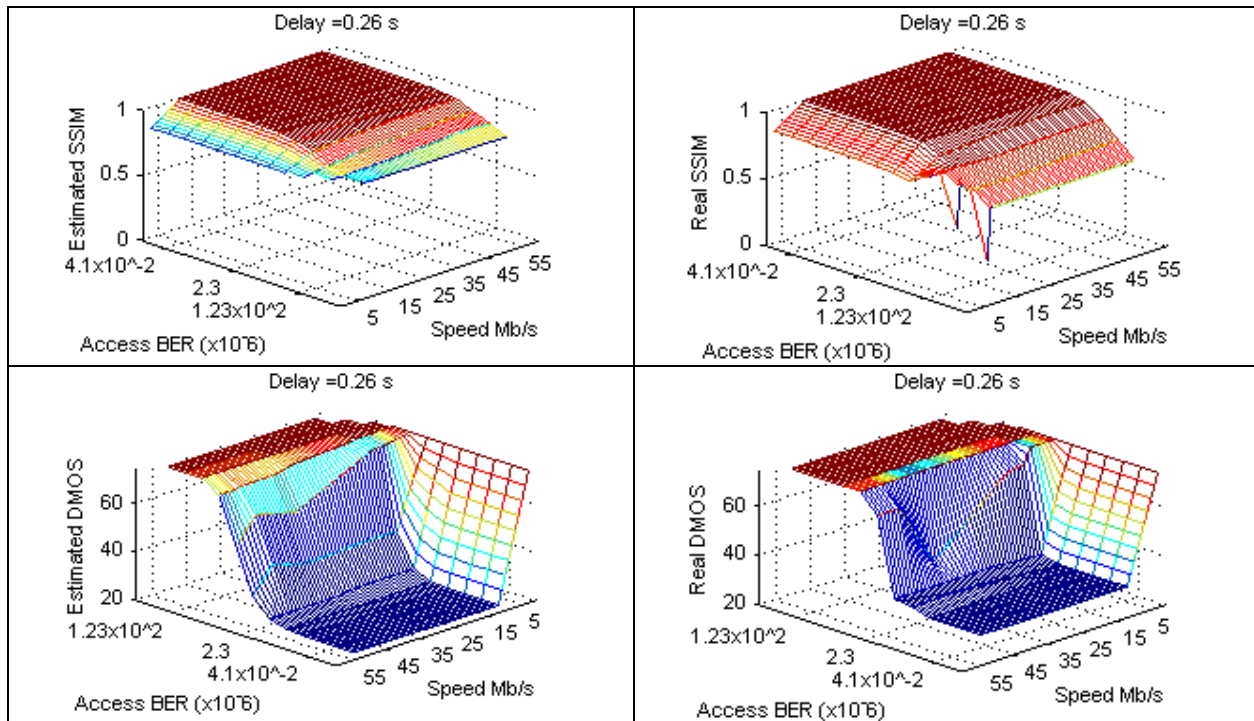 Delay =0.26 s
Estimated SSIM
1
0.5
0
4.1x10^-2
2.3
1.23x10^2
Access BER (x10⁻6)
5
15
25
35
45
55
Speed Mb/s
Delay =0.26 s
Real SSIM
1
0.5
0
4.1x10^-2
2.3
1.23x10^2
Access BER (x10⁻6)
5
15
25
35
45
55
Speed Mb/s
Delay =0.26 s
Estimated DMOS
60
40
20
1.23x10^2
2.3
4.1x10^-2
Access BER (x10⁻6)
55
45
35
25
15
5
Speed Mb/s
Delay =0.26 s
Real DMOS
60
40
20
1.23x10^2
2.3
4.1x10^-2
Access BER (x10⁻6)
55
45
35
25
15
5
Speed Mb/s